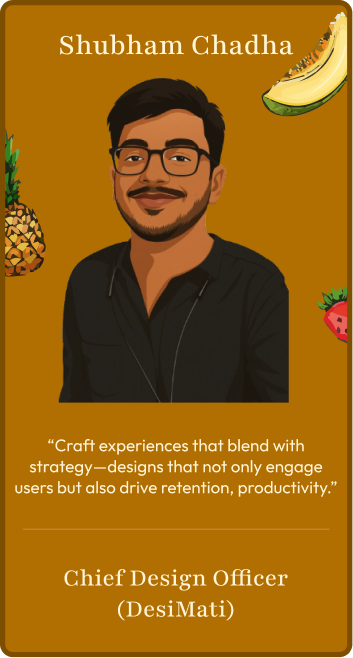 Shubham Chadha
“Craft experiences that blend with
strategy—designs that not only engage
users but also drive retention, productivity.”
Chief Design Officer
(DesiMati)